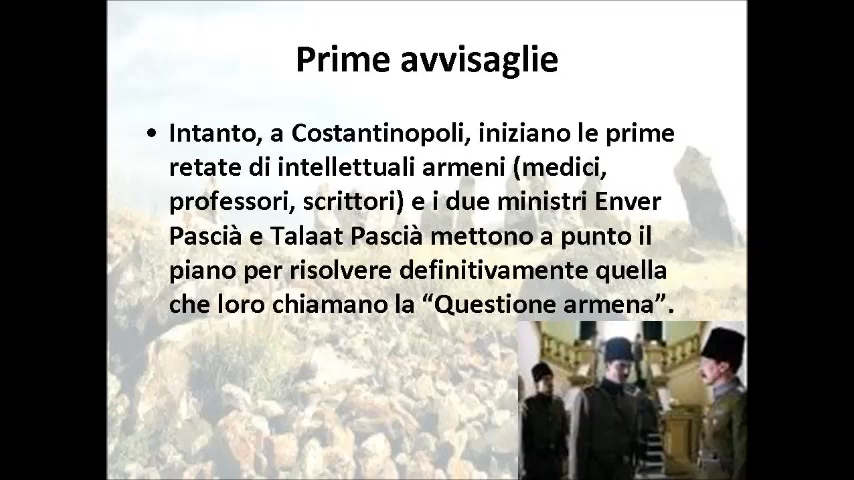 Prime avvisaglie
• Intanto, a Costantinopoli, iniziano le prime
retate di intellettuali armeni (medici,
professori, scrittori) e i due ministri Enver
Pascià e Talaat Pascià mettono a punto il
piano per risolvere definitivamente quella
che loro chiamano la “Questione armena”.